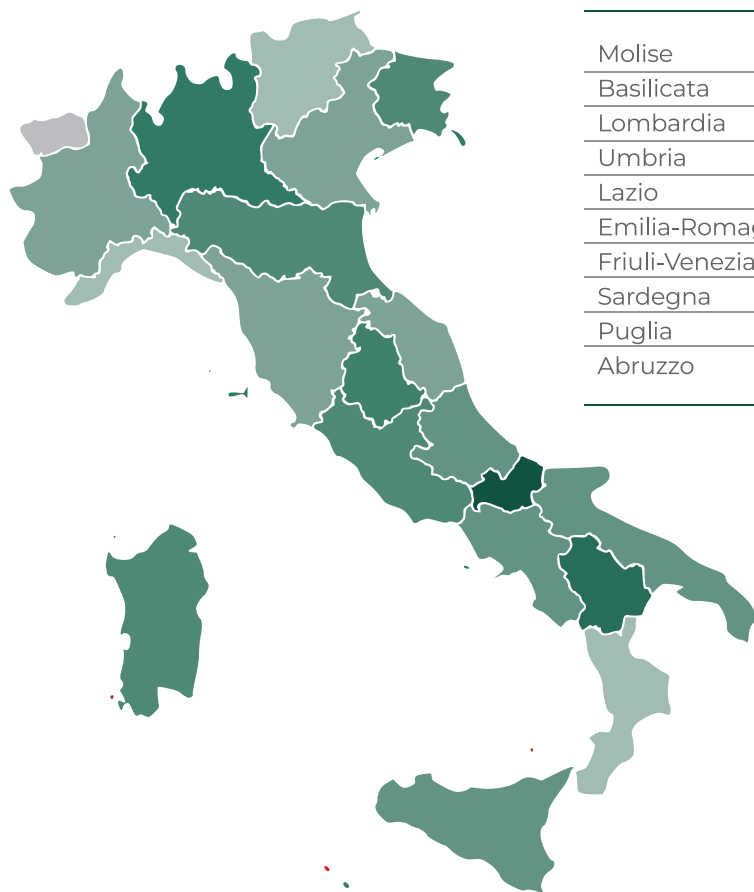 Molise
Basilicata
Lombardia
Umbria
Lazio
Emilia-Romag
Friuli-Venezia
Sardegna
Puglia
Abruzzo